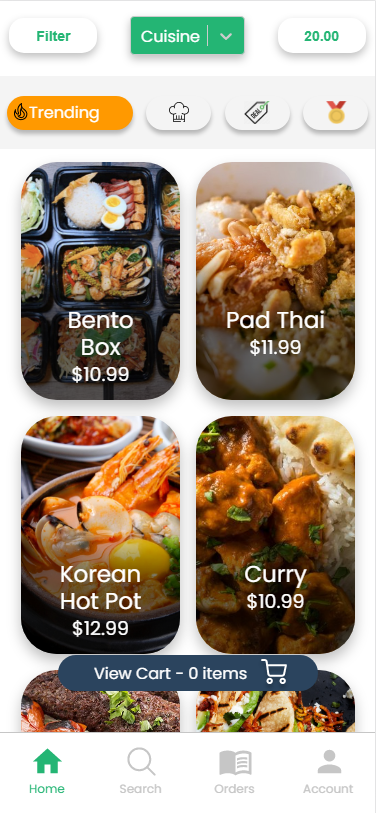 Filter
Cuisine
20.00
Trending
DEAL
Bento
Box
$10.99
Pad Thai
$11.99
Korean
Hot Pot
$12.99
Curry
$10.99
View Cart - 0 items
Home
Search
Orders
Account